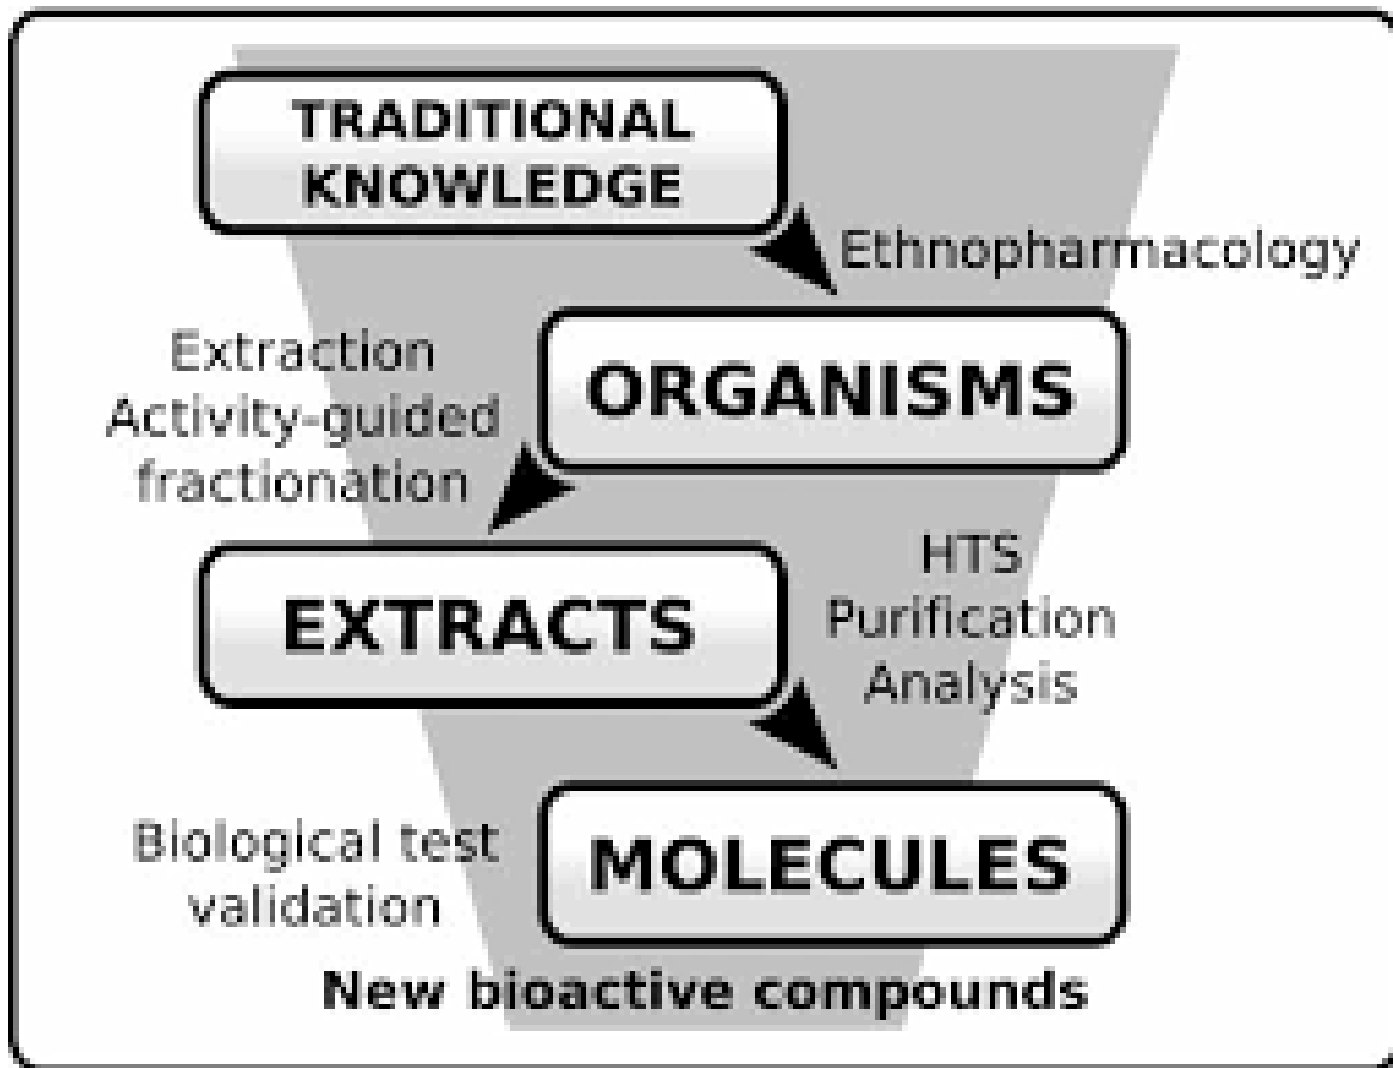 TRADITIONAL
KNOWLEDGE
Ethnopharmacology
ORGANISMS
Extraction
Activity-guided
fractionation
EXTRACTS
HTS
Purification
Analysis
MOLECULES
Biological test
validation
New bioactive compounds